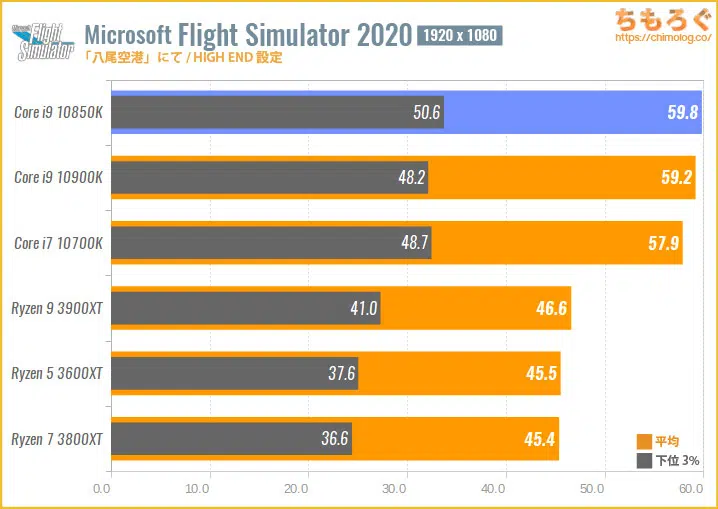 Microsoft Flight Simulator
Microsoft Flight Simulator 2020 1920 x 1080
「八尾空港」にて / HIGH END 設定
ちもろぐ
https://chimolog.co/
Core i9 10850K 50.6 59.8
Core i9 10900K 48.2 59.2
Core i7 10700K 48.7 57.9
Ryzen 9 3900XT 41.0 46.6
Ryzen 5 3600XT 37.6 45.5
Ryzen 7 3800XT 36.6 45.4
平均
下位 3%
0.0 10.0 20.0 30.0 40.0 50.0 60.0